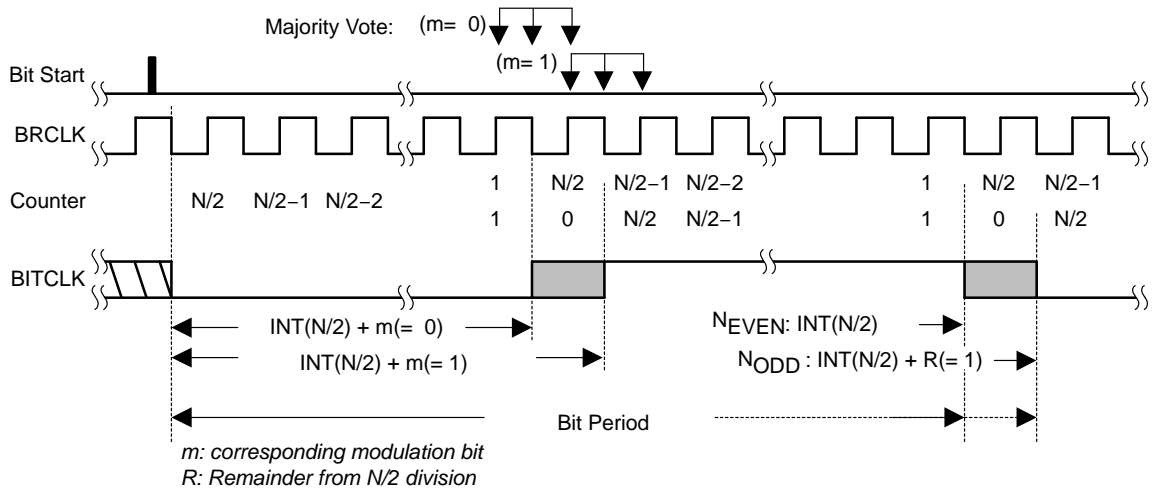 Majority Vote: (m= 0)
(m= 1)
Bit Start
BRCLK
Counter
1 N/2 N/2−1 N/2−2 1 N/2 N/2−1
N/2 N/2−1 N/2−2
1 0 N/2 N/2−1 1 0 N/2
BITCLK
INT(N/2) + m(= 0)
NEVEN: INT(N/2)
INT(N/2) + m(= 1)
NODD : INT(N/2) + R(= 1)
Bit Period
m: corresponding modulation bit
R: Remainder from N/2 division